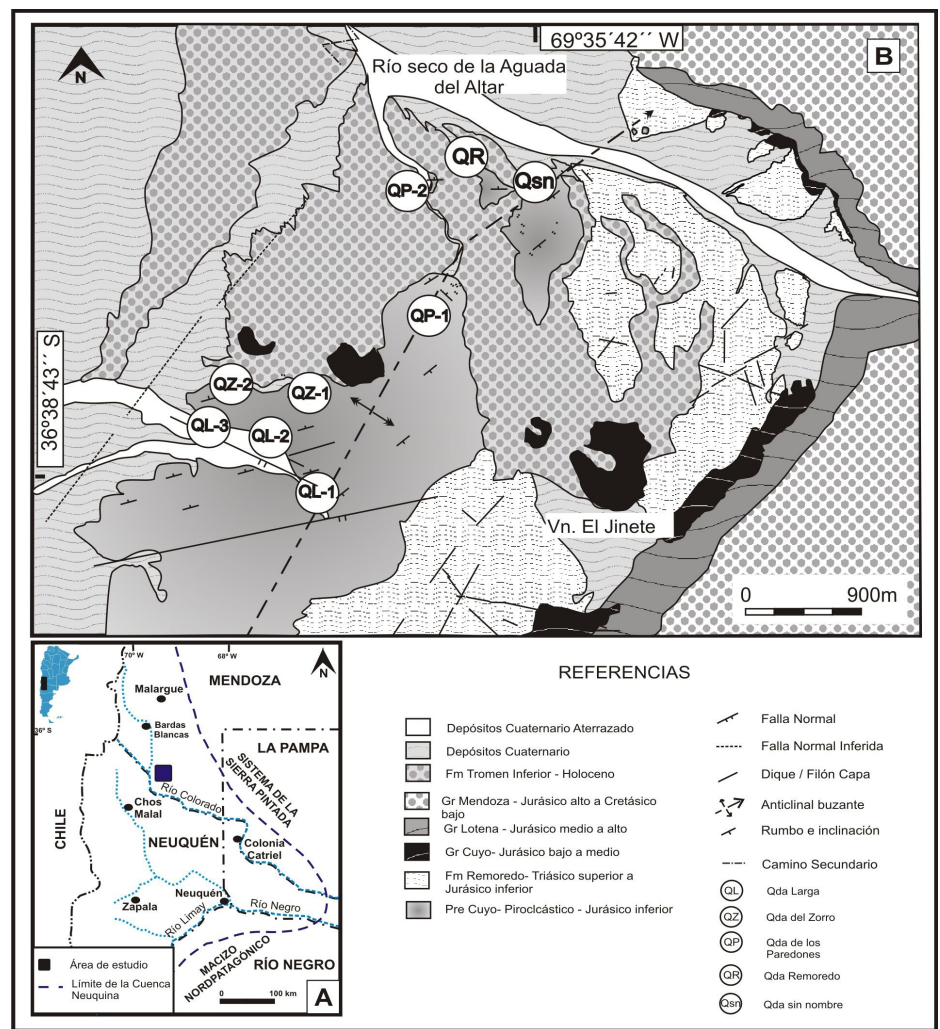 69º35´42´´ W
B
N
Río seco de la Aguada
del Altar
QR
QP-2
Qsn
QP-1
36º38´43´´ S
QZ-2
QZ-1
QL-3
QL-2
QL-1
Vn. El Jinete
0 900m
70º W
68º W
N
MENDOZA
Malargue
36º S
Bardas
Blancas
LA PAMPA
SISTEMA DE LA
SIERRA PINTADA
Río Colorado
Chos
Malal
CHILE
NEUQUÉN
Colonia
Catriel
Zapala
Neuquén
Río Limay
Río Negro
MACIZO
NORDPATAGÓNICO
RÍO NEGRO
Área de estudio
Límite de la Cuenca
Neuquina
0 100 km
A
REFERENCIAS
Depósitos Cuaternario Aterrazado
Depósitos Cuaternario
Fm Tromen Inferior - Holoceno
Gr Mendoza - Jurásico alto a Cretásico
bajo
Gr Lotena - Jurásico medio a alto
Gr Cuyo- Jurásico bajo a medio
Fm Remoredo- Triásico superior a
Jurásico inferior
Pre Cuyo- Piroclcástico - Jurásico inferior
Falla Normal
Falla Normal Inferida
Dique / Filón Capa
Anticlinal buzante
Rumbo e inclinación
Camino Secundario
QL Qda Larga
QZ Qda del Zorro
QP Qda de los
Paredones
QR Qda Remoredo
Qsn Qda sin nombre